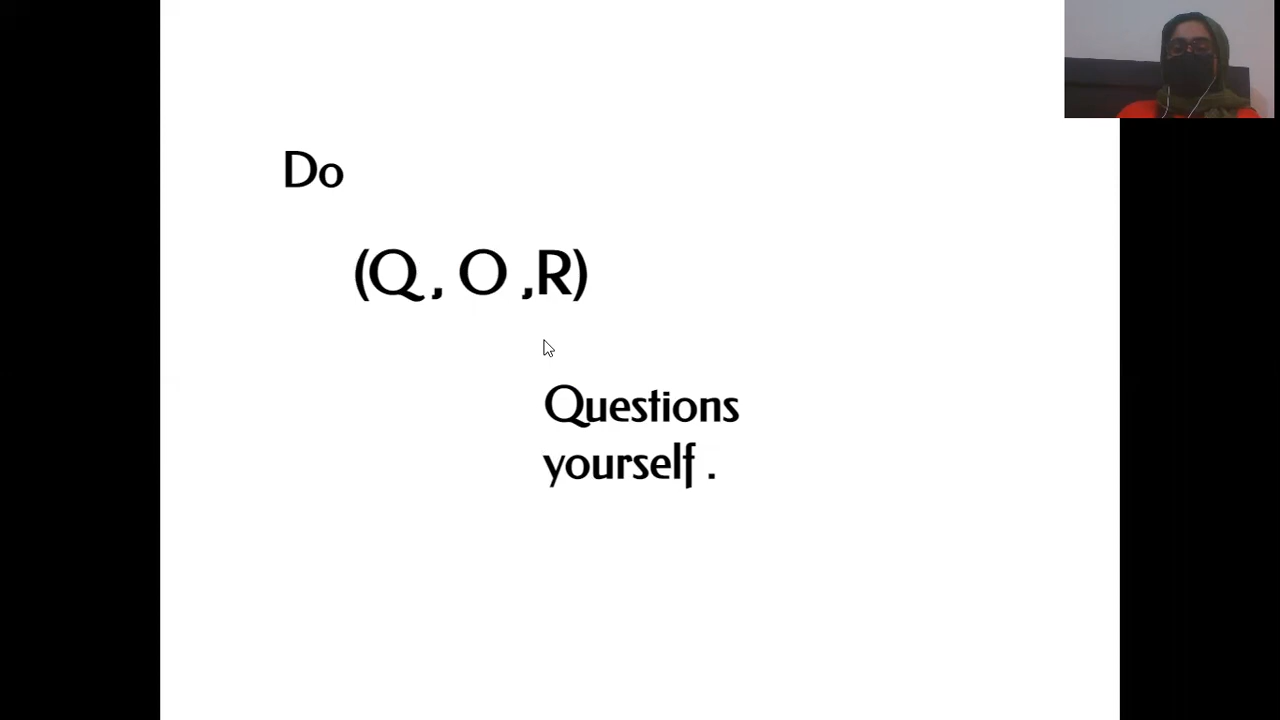 Do
(Q , O ,R)
Questions
yourself .